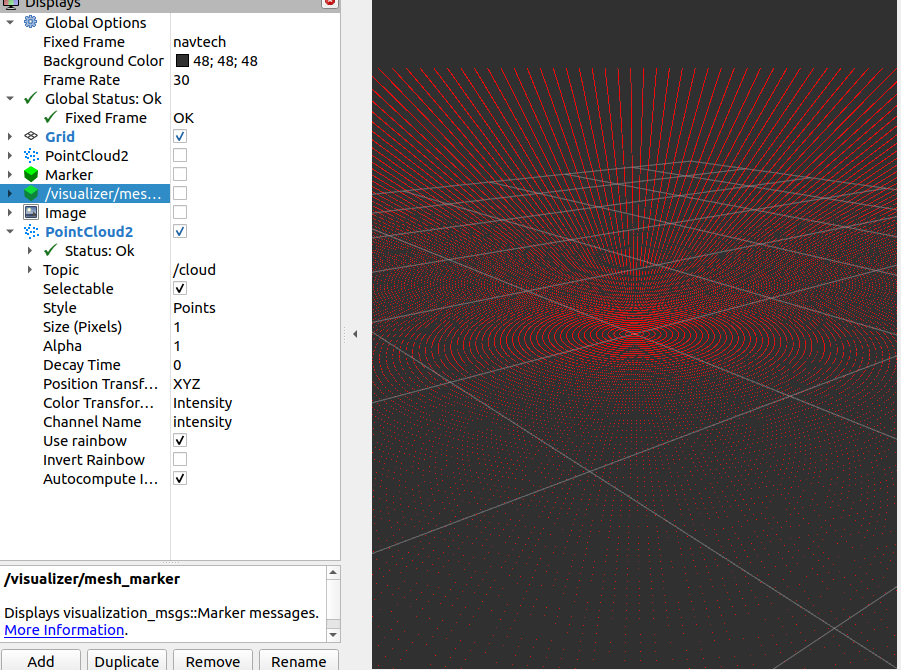 Displays
Global Options
Fixed Frame navtech
Background Color 48; 48; 48
Frame Rate 30
Global Status: Ok
Fixed Frame OK
Grid
PointCloud2
Marker
/visualizer/mes...
Image
PointCloud2
Status: Ok
Topic /cloud
Selectable
Style Points
Size (Pixels) 1
Alpha 1
Decay Time 0
Position Transf... XYZ
Color Transfor... Intensity
Channel Name intensity
Use rainbow
Invert Rainbow
Autocompute I...
/visualizer/mesh_marker
Displays visualization_msgs::Marker messages.
More Information.
Add Duplicate Remove Rename